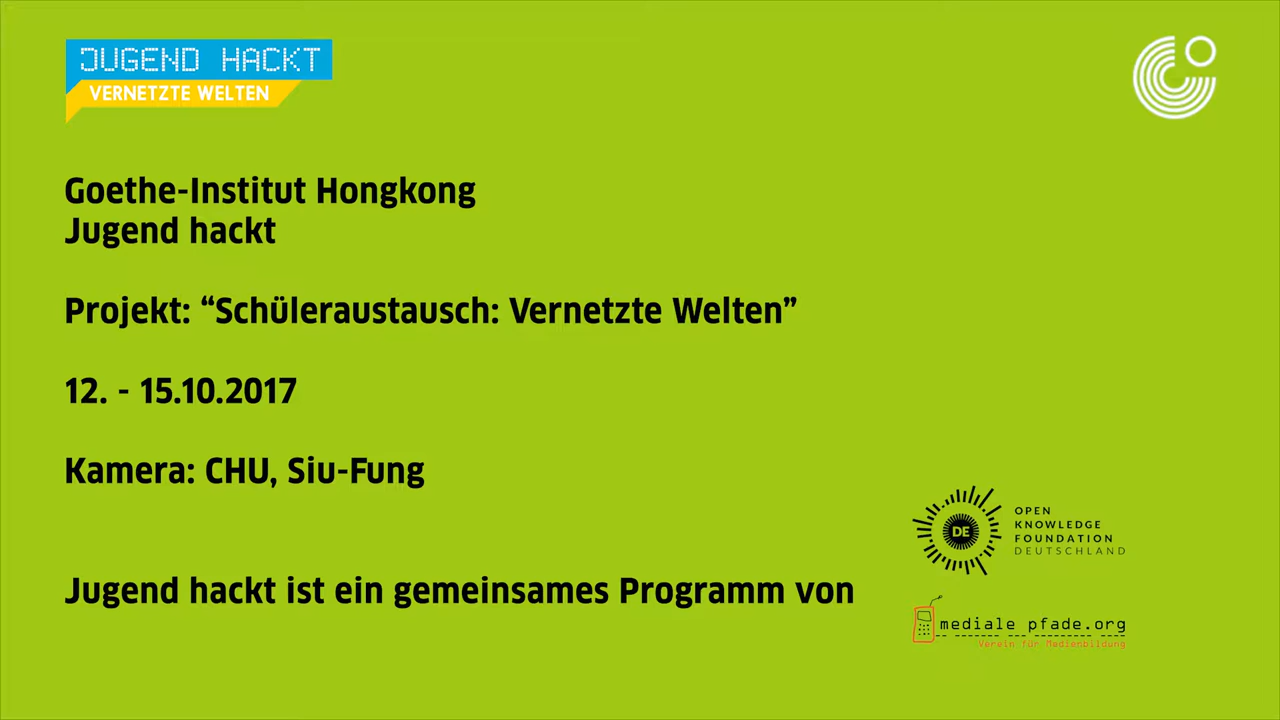 JUGEND HACKT
VERNETZTE WELTEN
Goethe-Institut Hongkong
Jugend hackt
Projekt: “Schüleraustausch: Vernetzte Welten”
12. - 15.10.2017
Kamera: CHU, Siu-Fung
Jugend hackt ist ein gemeinsames Programm von
DE
OPEN
KNOWLEDGE
FOUNDATION
DEUTSCHLAND
mediale pfade.org
Verein für Medienbildung